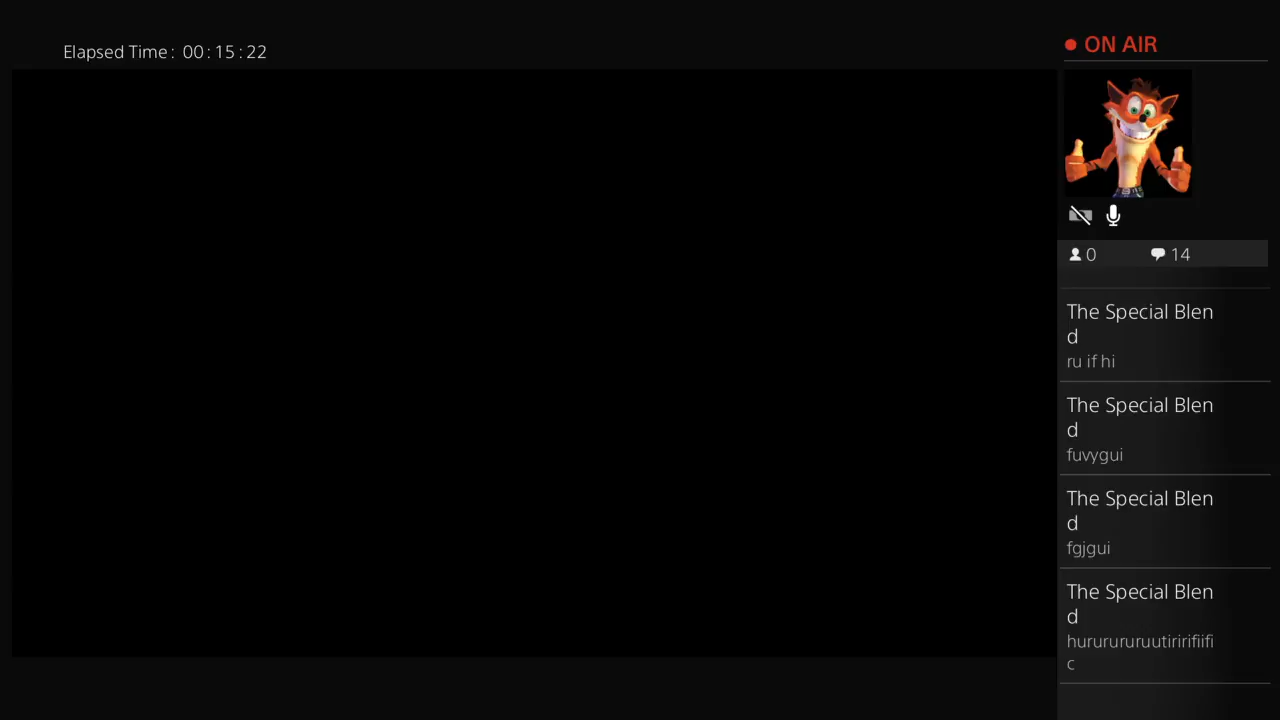 Elapsed Time: 00:15:22
ON AIR
0 14
The Special Blen
d
ru if hi
The Special Blen
d
fuvygui
The Special Blen
d
fgjgui
The Special Blen
d
hururururuutiririfiifi
c